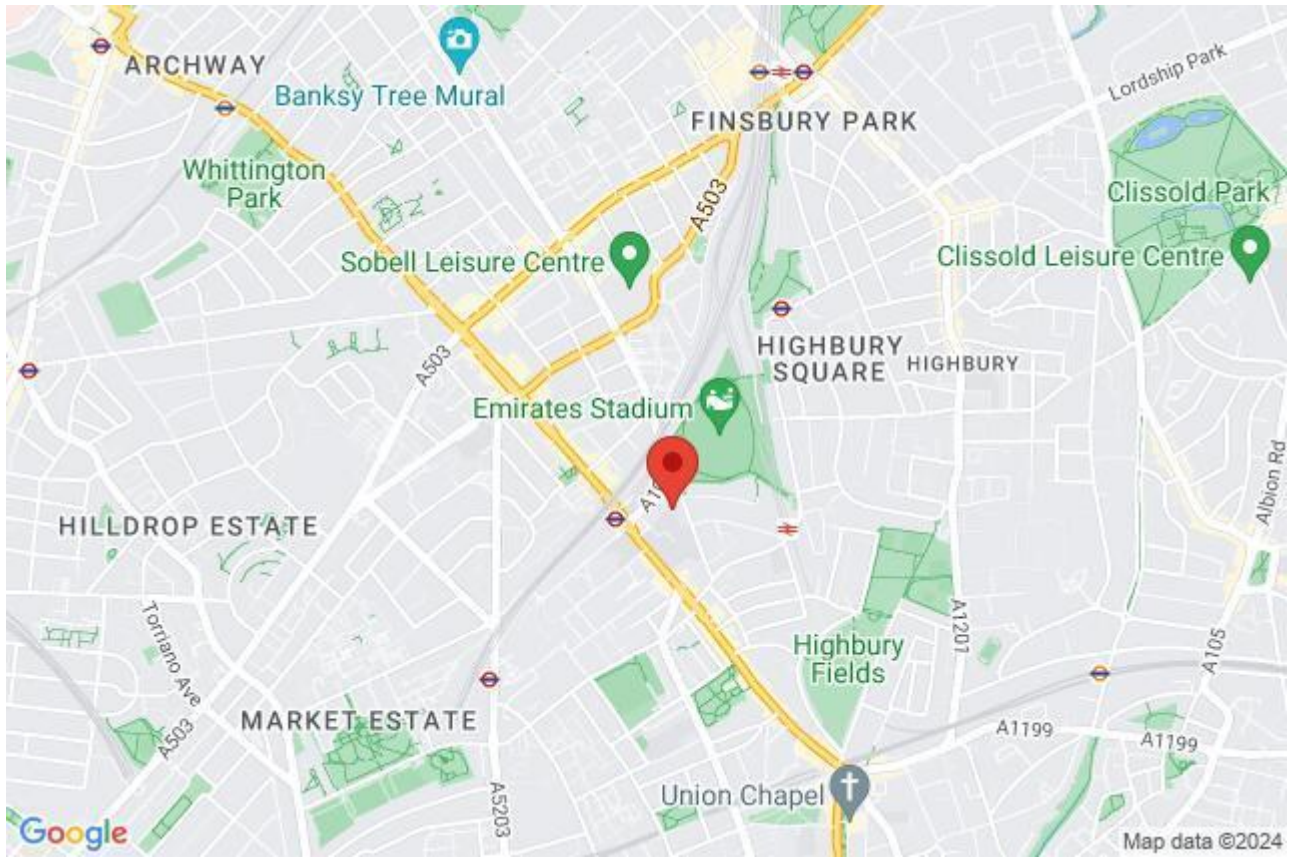 ARCHWAY
Banksy Tree Mural
Lordship Park
FINSBURY PARK
Whittington
Park
A503
Clissold Park
Sobell Leisure Centre
Clissold Leisure Centre
A503
HIGHBURY
SQUARE
HIGHBURY
Emirates Stadium
Albion Rd
HILLDROP ESTATE
Torriano Ave
A1201
Highbury
Fields
A105
MARKET ESTATE
A503
A1199
A1199
A5203
Union Chapel
Google
Map data ©2024